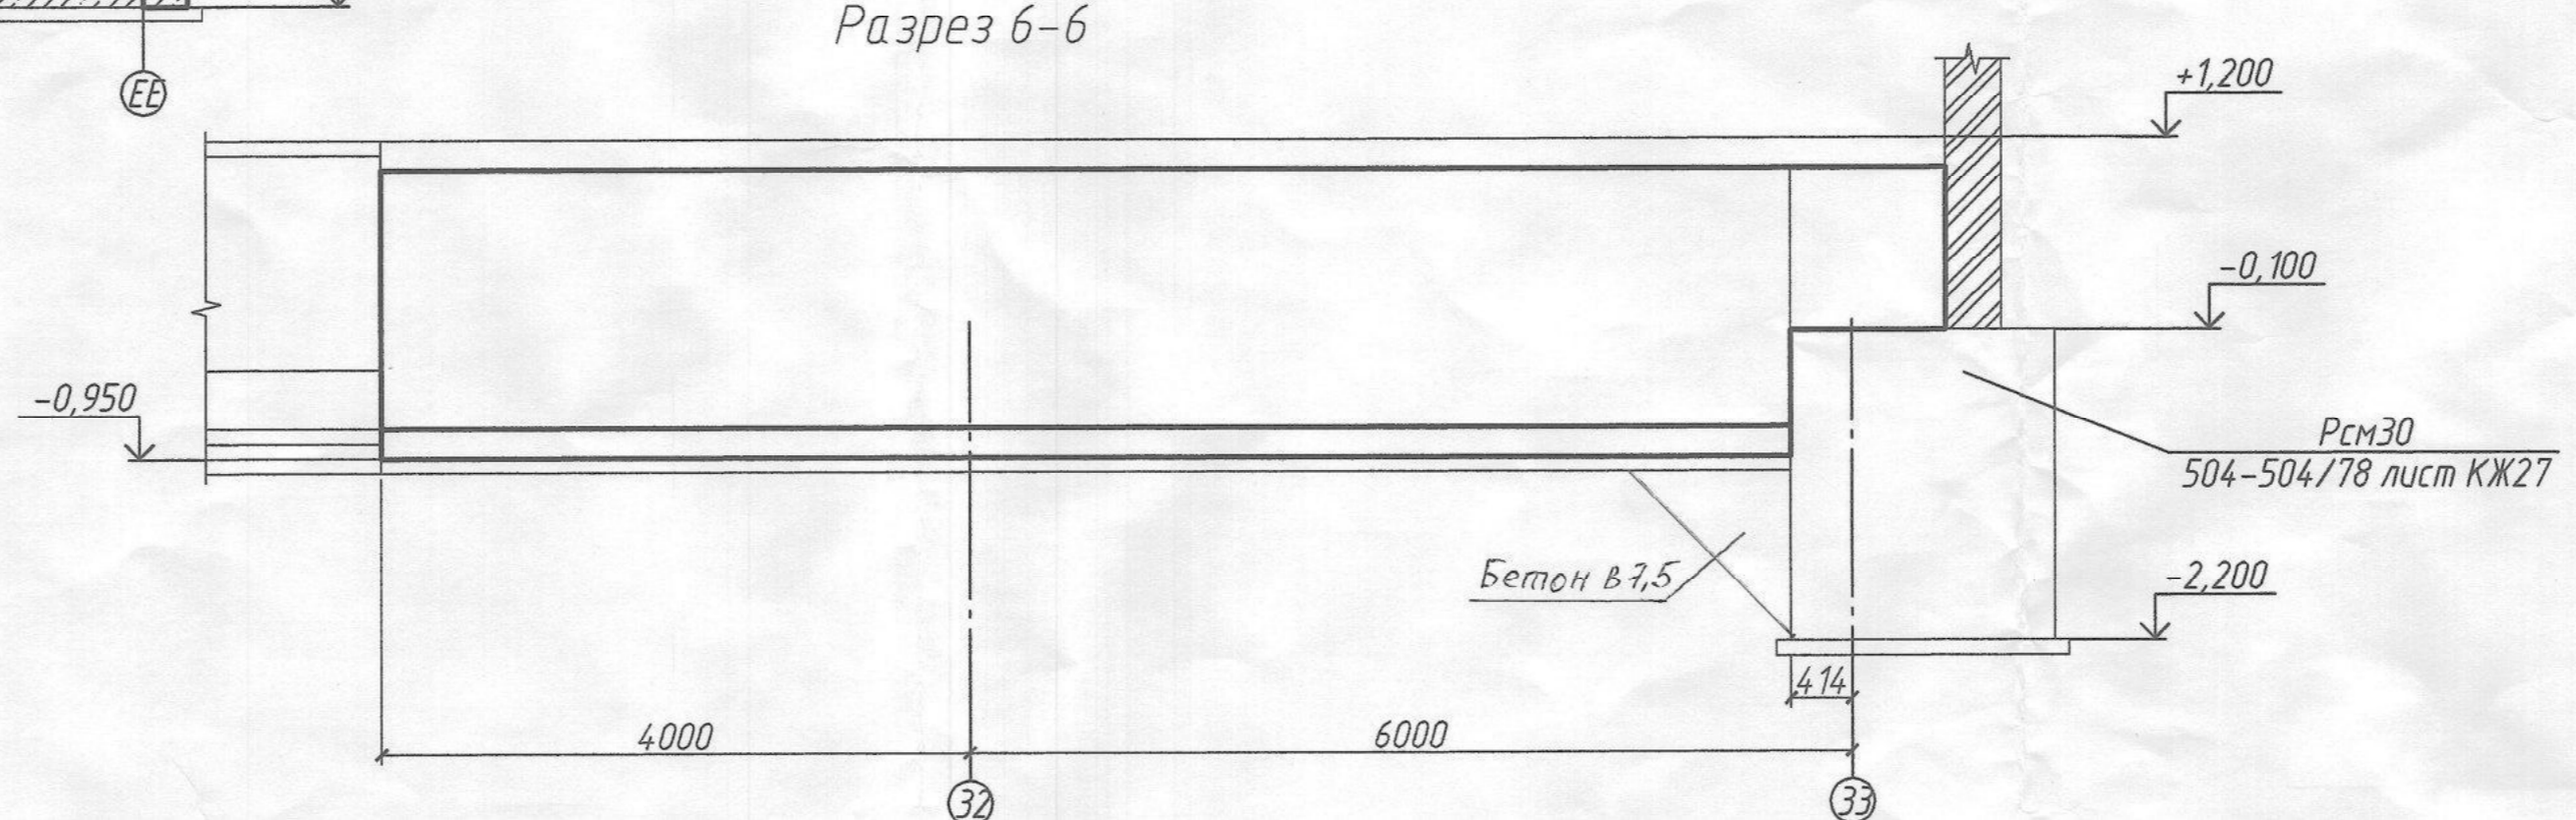 Разрез 6-6
ЕЕ
+1,200
-0,100
-0,950
Рсм30
504-504/78 лист КЖ27
Бетон в7,5
-2,200
414
4000
6000
32
33